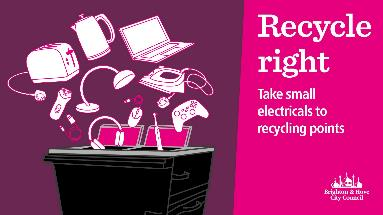 Recycle
right
Take small
electricals to
recycling points
Brighton & Hove
City Council